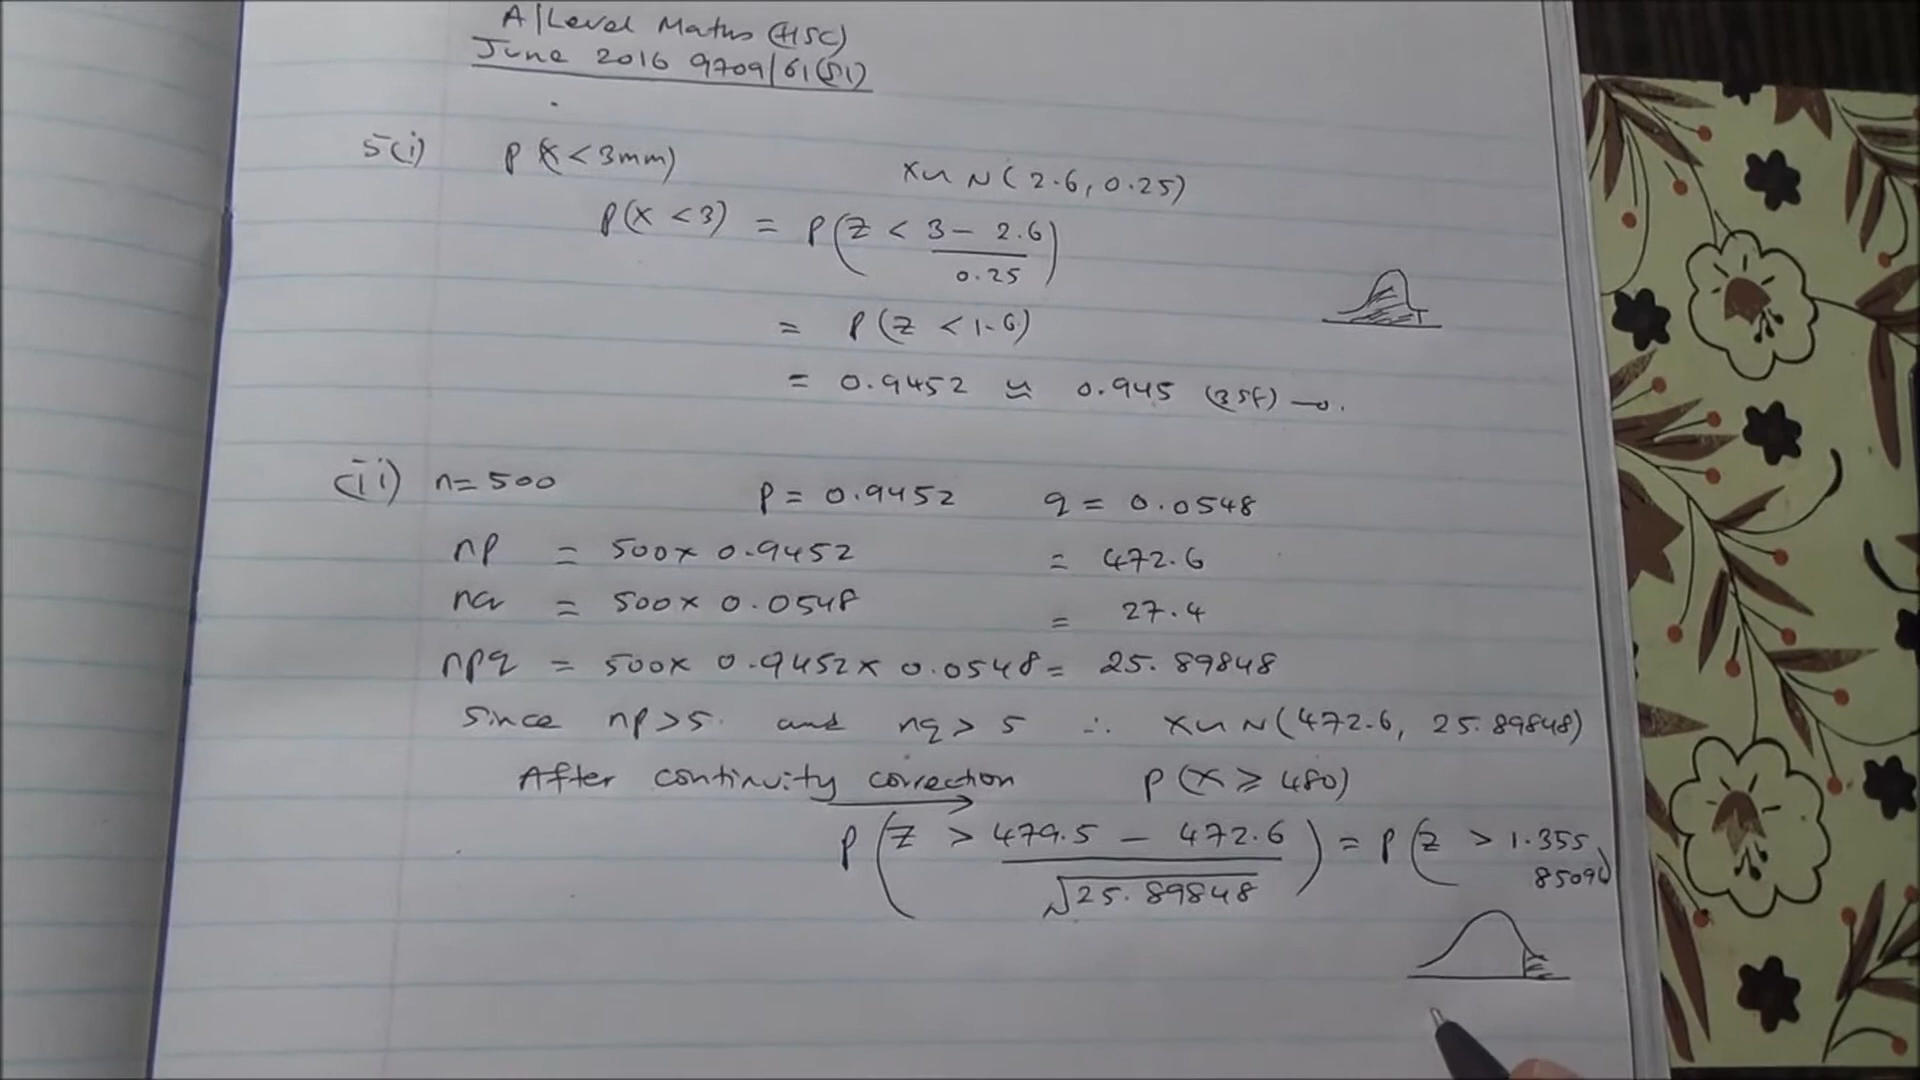 A/Level Maths (HSC)
June 2016 9709/61(S1)
5(i) P(X<3mm) X~N(2.6, 0.25)
P(X<3) = P(Z < 3 - 2.6 / 0.25)
= P(Z < 1.6)
= 0.9452 ≈ 0.945 (3sf)
(ii) n = 500 P = 0.9452 q = 0.0548
np = 500 × 0.9452 = 472.6
nq = 500 × 0.0548 = 27.4
npq = 500 × 0.9452 × 0.0548 = 25.89848
Since np>5. and nq > 5 ∴ X~N(472.6, 25.89848)
After continuity correction P(X ≥ 480)
P(Z > 479.5 - 472.6 / √25.89848) = P(Z > 1.355